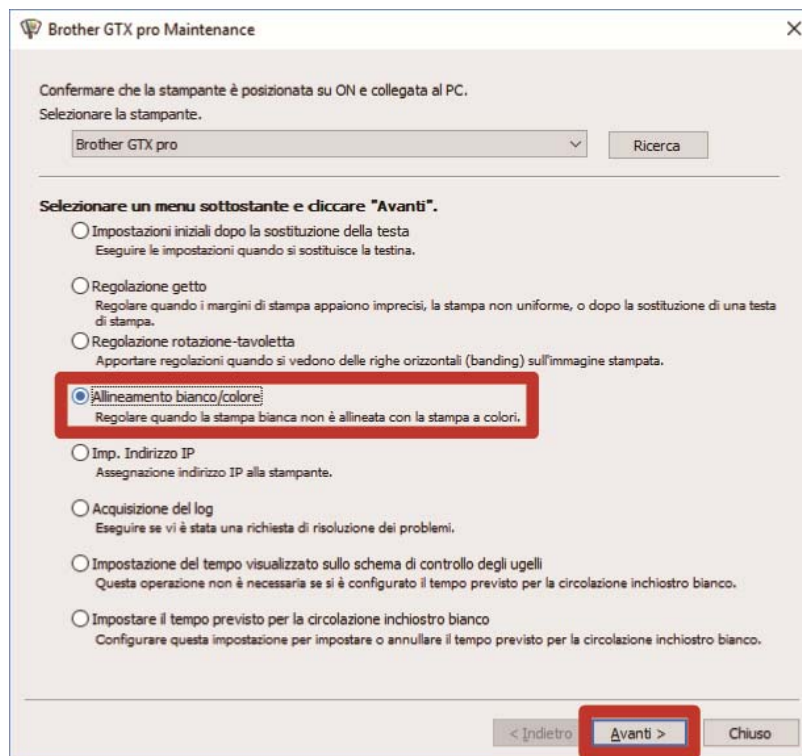 Brother GTX pro Maintenance
Confermare che la stampante è posizionata su ON e collegata al PC.
Selezionare la stampante.
Brother GTX pro
Ricerca
Selezionare un menu sottostante e cliccare "Avanti".
Impostazioni iniziali dopo la sostituzione della testa
Eseguire le impostazioni quando si sostituisce la testina.
Regolazione getto
Regolare quando i margini di stampa appaiono imprecisi, la stampa non uniforme, o dopo la sostituzione di una testa
di stampa.
Regolazione rotazione-tavoletta
Apportare regolazioni quando si vedono delle righe orizzontali (banding) sull'immagine stampata.
Allineamento bianco/colore
Regolare quando la stampa bianca non è allineata con la stampa a colori.
Imp. Indirizzo IP
Assegnazione indirizzo IP alla stampante.
Acquisizione del log
Eseguire se vi è stata una richiesta di risoluzione dei problemi.
Impostazione del tempo visualizzato sullo schema di controllo degli ugelli
Questa operazione non è necessaria se si è configurato il tempo previsto per la circolazione inchiostro bianco.
Impostare il tempo previsto per la circolazione inchiostro bianco
Configurare questa impostazione per impostare o annullare il tempo previsto per la circolazione inchiostro bianco.
< Indietro
Avanti >
Chiuso